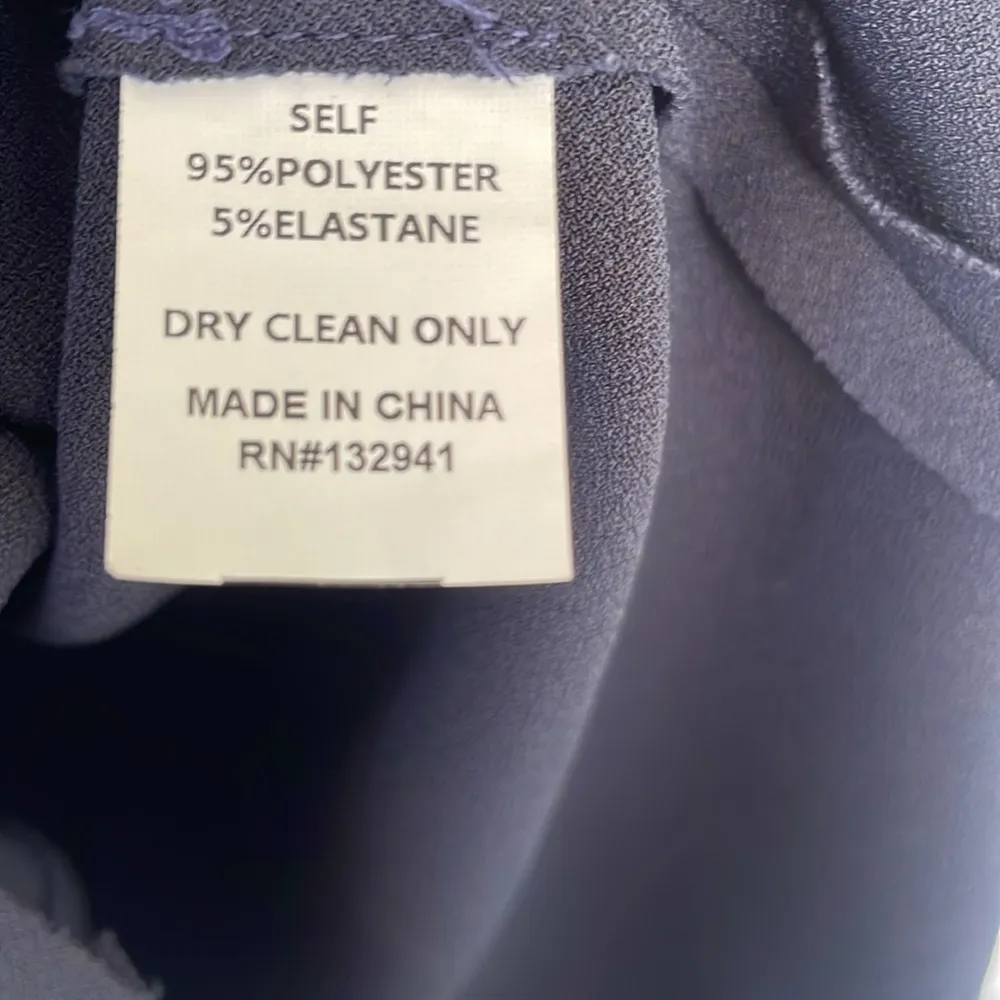 SELF
95%POLYESTER
5%ELASTANE
DRY CLEAN ONLY
MADE IN CHINA
RN#132941